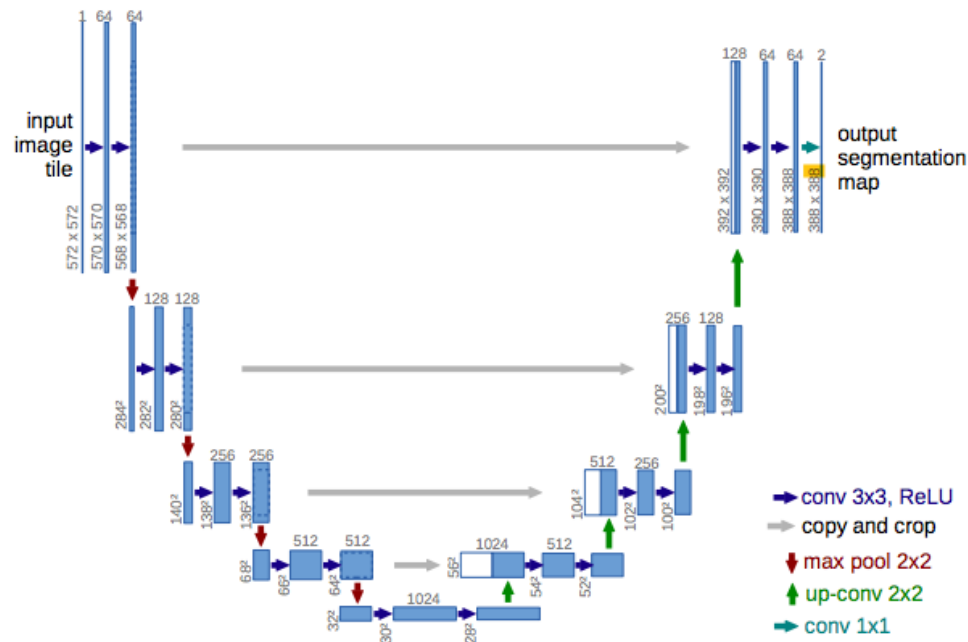 1 64 64
128 64 64 2
input
image
tile
output
segmentation
map
572 x 572
570 x 570
568 x 568
392 x 392
390 x 390
388 x 388
388 x 388
128 128
256 128
284²
282²
280²
200²
198²
196²
256 256
512 256
140²
138²
136²
104²
102²
100²
512 512
1024 512
68²
66²
64²
56²
54²
52²
1024
32²
30²
28²
conv 3x3, ReLU
copy and crop
max pool 2x2
up-conv 2x2
conv 1x1